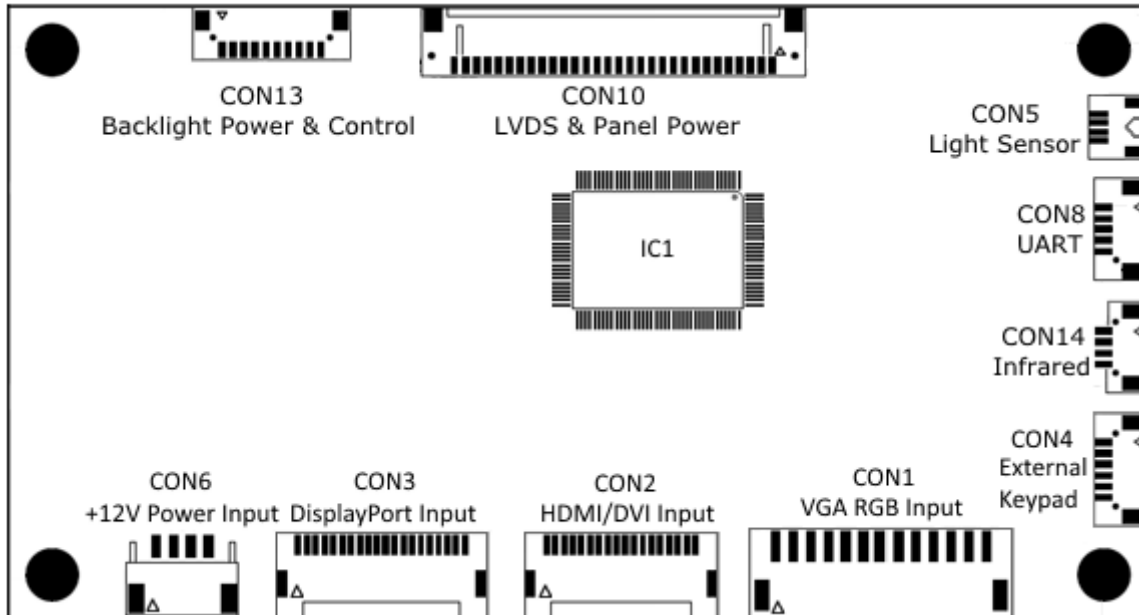 CON13
Backlight Power & Control
CON10
LVDS & Panel Power
CON5
Light Sensor
CON8
UART
IC1
CON14
Infrared
CON4
External
Keypad
CON6
+12V Power Input
CON3
DisplayPort Input
CON2
HDMI/DVI Input
CON1
VGA RGB Input